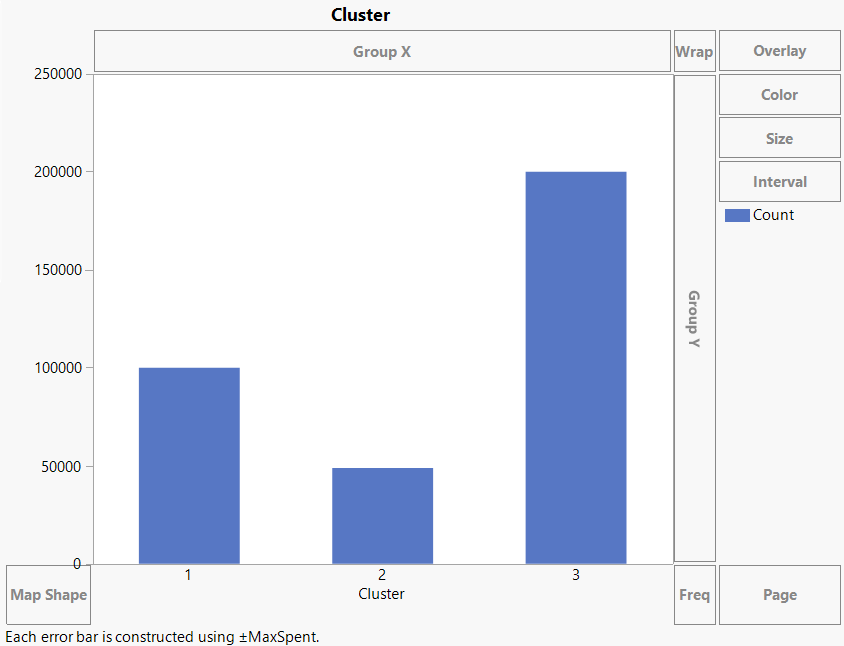 Cluster
Group X
Wrap
Overlay
Color
Size
Interval
Count
250000
200000
150000
100000
50000
0
Group Y
1
2
3
Cluster
Map Shape
Freq
Page
Each error bar is constructed using ±MaxSpent.